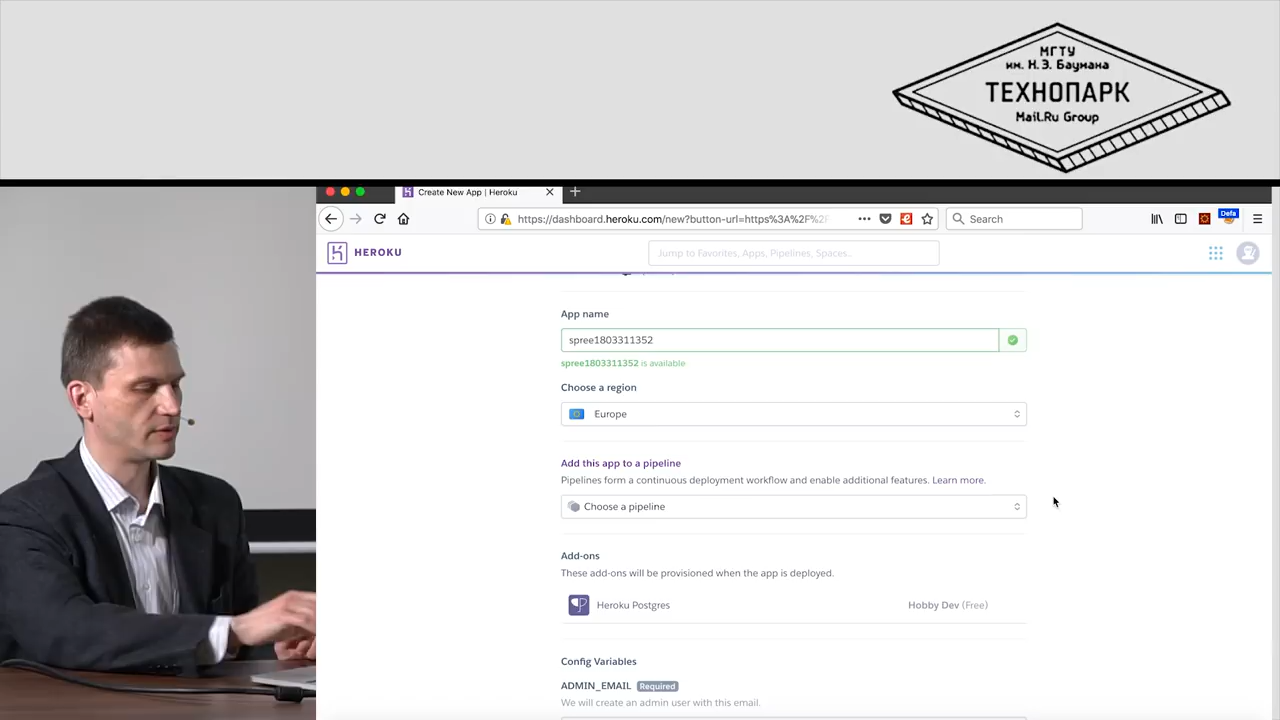 МГТУ
им. Н.Э. Баумана
ТЕХНОПАРК
Mail.Ru Group
Create New App | Heroku
https://dashboard.heroku.com/new?button-url=https%3A%2F%2F
Search
Defa
HEROKU
Jump to Favorites, Apps, Pipelines, Spaces...
App name
spree1803311352
spree1803311352 is available
Choose a region
Europe
Add this app to a pipeline
Pipelines form a continuous deployment workflow and enable additional features. Learn more.
Choose a pipeline
Add-ons
These add-ons will be provisioned when the app is deployed.
Heroku Postgres
Hobby Dev (Free)
Config Variables
ADMIN_EMAIL Required
We will create an admin user with this email.